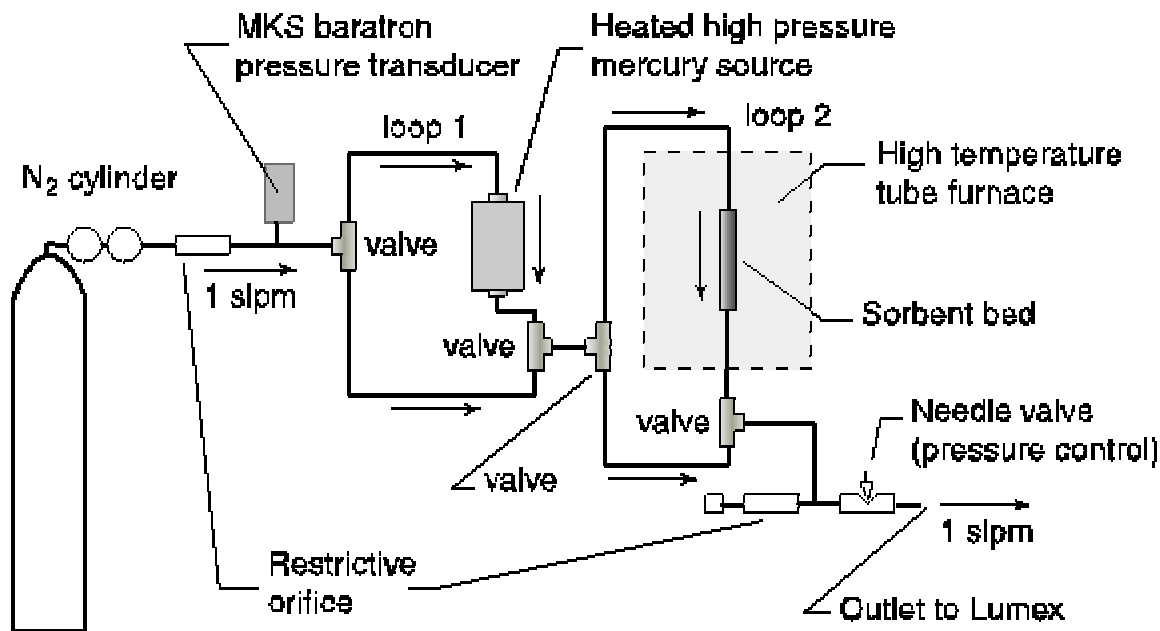 MKS baratron
pressure transducer
Heated high pressure
mercury source
loop 1
loop 2
N2 cylinder
High temperature
tube furnace
valve
1 slpm
Sorbent bed
valve
valve
Needle valve
(pressure control)
valve
1 slpm
Restrictive
orifice
Outlet to Lumex